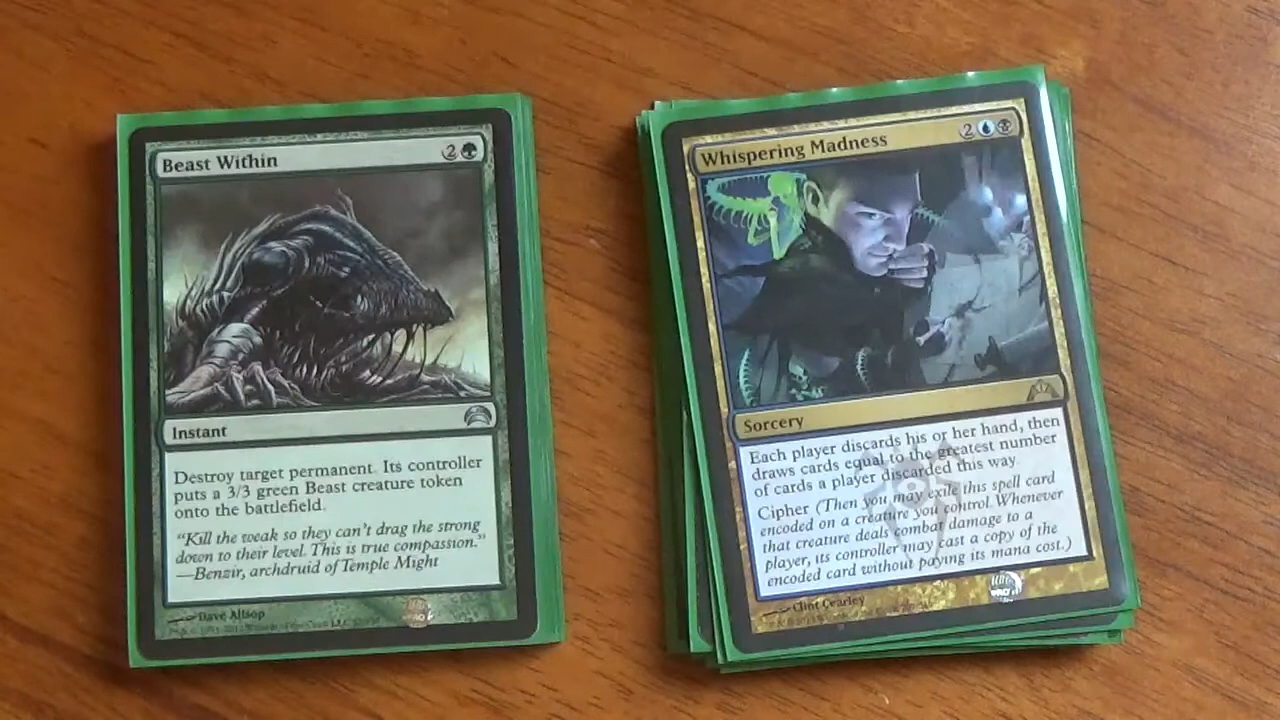 Beast Within
2
Instant
Destroy target permanent. Its controller
puts a 3/3 green Beast creature token
onto the battlefield.
"Kill the weak so they can't drag the strong
down to their level. This is true compassion."
—Benzir, archdruid of Temple Might
Dave Allsop
Whispering Madness
2
Sorcery
Each player discards his or her hand, then
draws cards equal to the greatest number
of cards a player discarded this way.
Cipher (Then you may exile this spell card
encoded on a creature you control. Whenever
that creature deals combat damage to a
player, its controller may cast a copy of the
encoded card without paying its mana cost.)
Clint Cearley